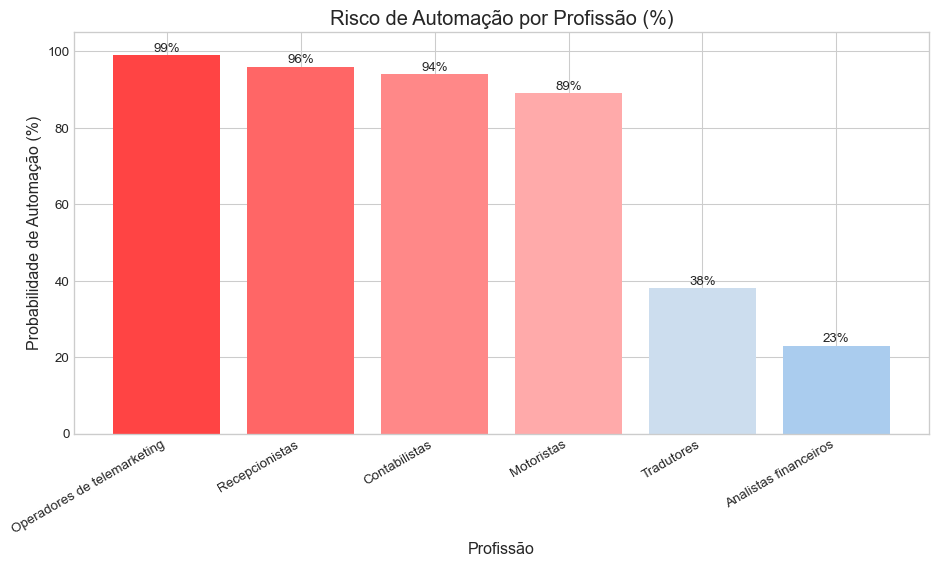 Risco de Automação por Profissão (%)
Probabilidade de Automação (%)
100
80
60
40
20
0
99%
96%
94%
89%
38%
23%
Operadores de telemarketing
Recepcionistas
Contabilistas
Motoristas
Tradutores
Analistas financeiros
Profissão